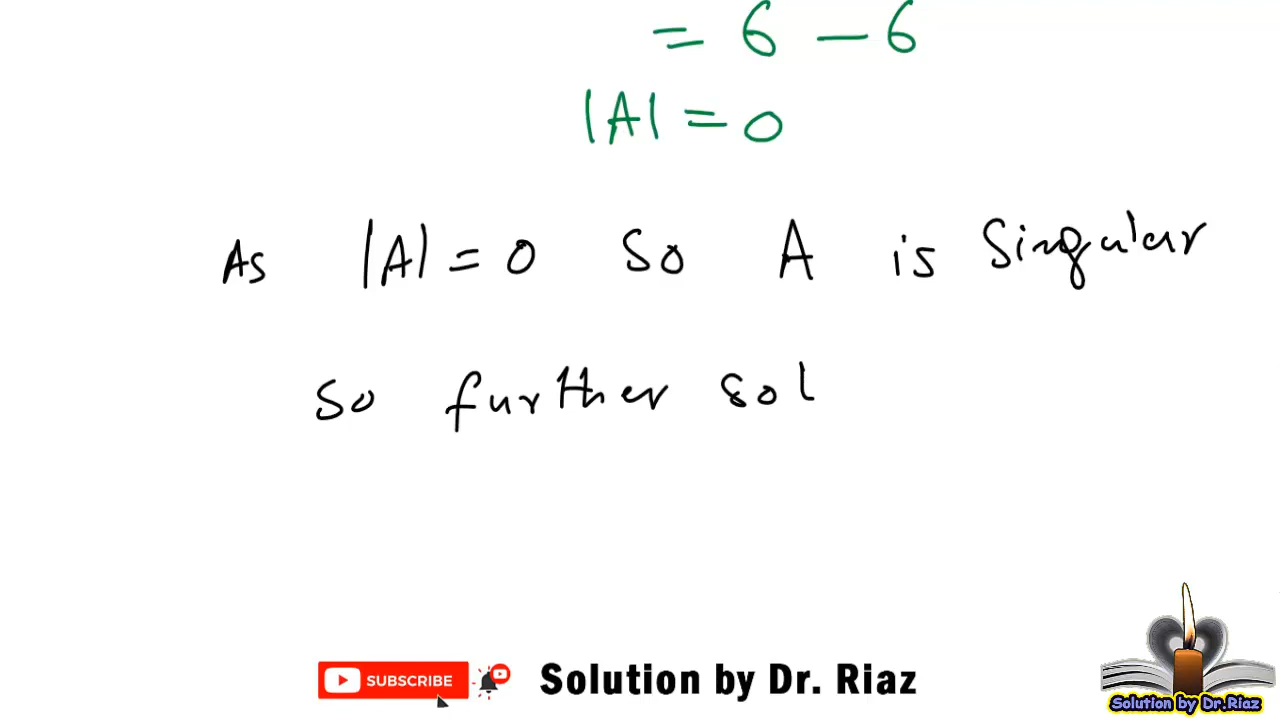 = 6 - 6
|A| = 0
As |A| = 0 So A is Singular
So further sol
SUBSCRIBE Solution by Dr. Riaz
Solution by Dr.Riaz